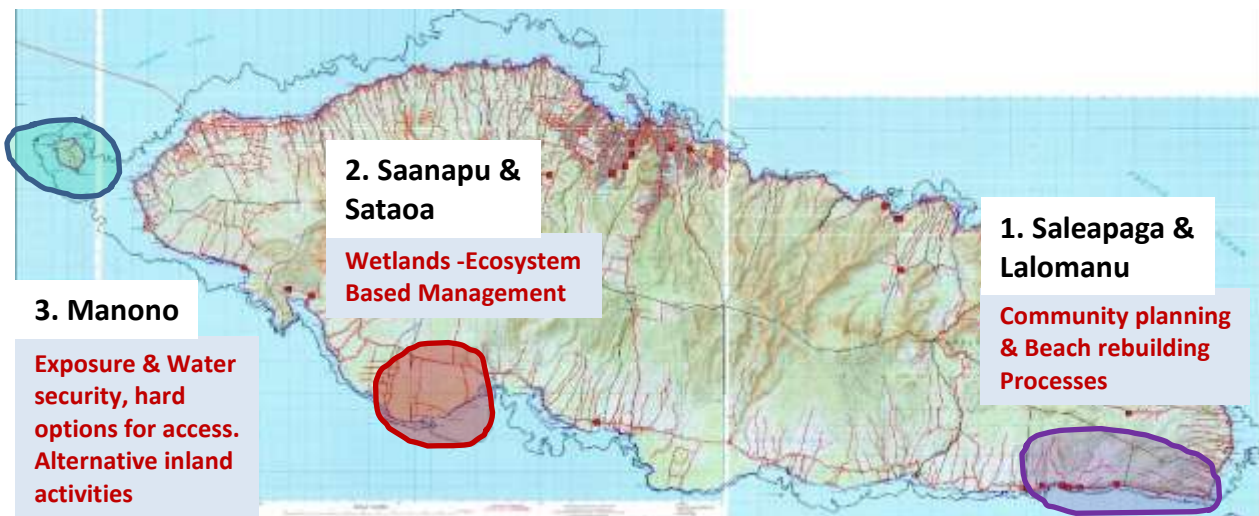 2. Saanapu &
Sataoa
Wetlands -Ecosystem
Based Management
1. Saleapaga &
Lalomanu
Community planning
& Beach rebuilding
Processes
3. Manono
Exposure & Water
security, hard
options for access.
Alternative inland
activities